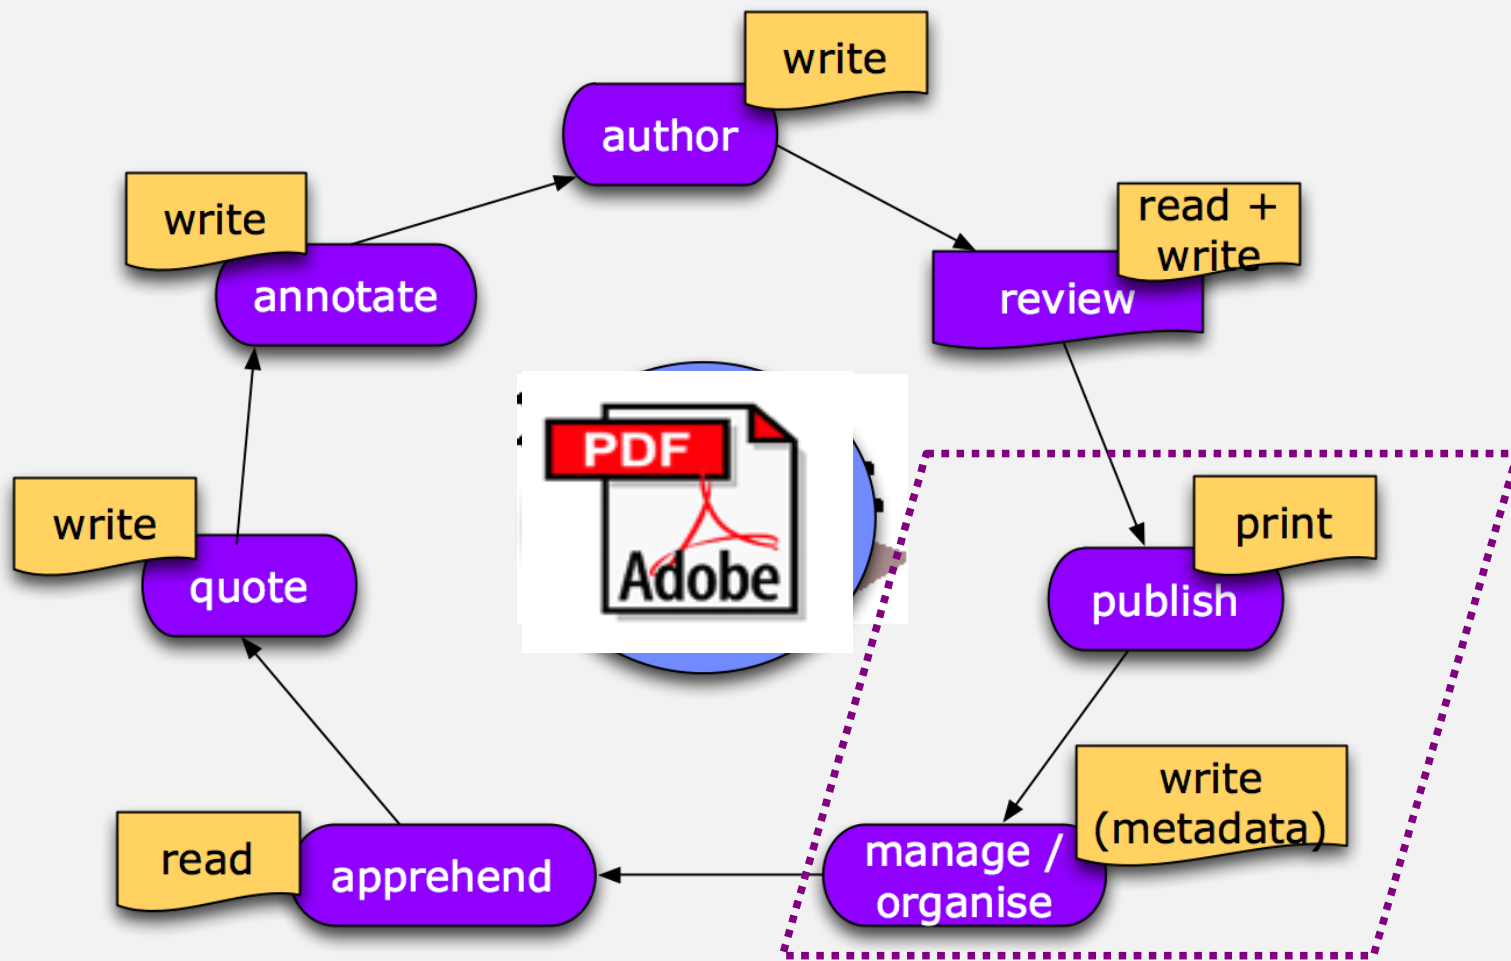 write
author
write
annotate
read +
write
review
PDF
Adobe
write
quote
print
publish
write
(metadata)
manage /
organise
read
apprehend